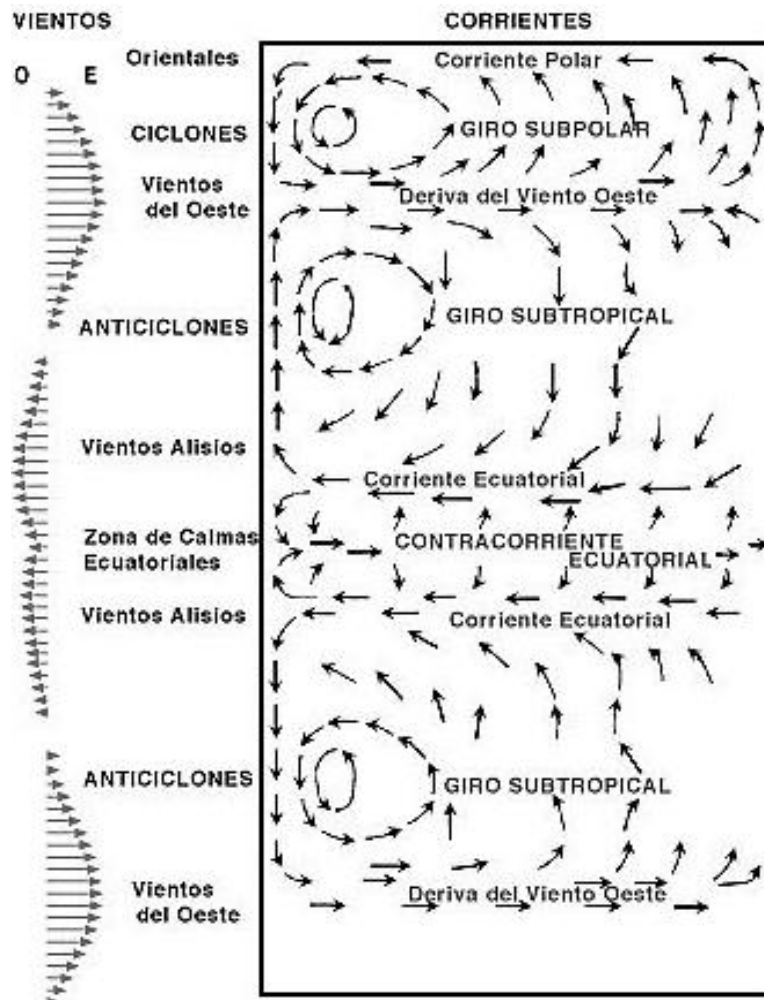 VIENTOS
CORRIENTES
O E
Orientales
Corriente Polar
CICLONES
GIRO SUBPOLAR
Vientos
del Oeste
Deriva del Viento Oeste
ANTICICLONES
GIRO SUBTROPICAL
Vientos Alisios
Corriente Ecuatorial
Zona de Calmas
Ecuatoriales
CONTRACORRIENTE
ECUATORIAL
Vientos Alisios
Corriente Ecuatorial
ANTICICLONES
GIRO SUBTROPICAL
Vientos
del Oeste
Deriva del Viento Oeste